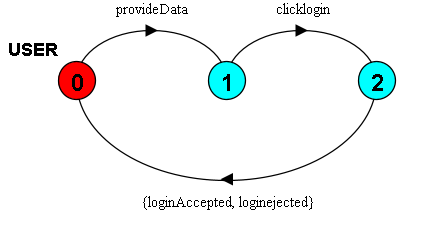 provideData
clicklogin
USER
0
1
2
{loginAccepted, loginejected}